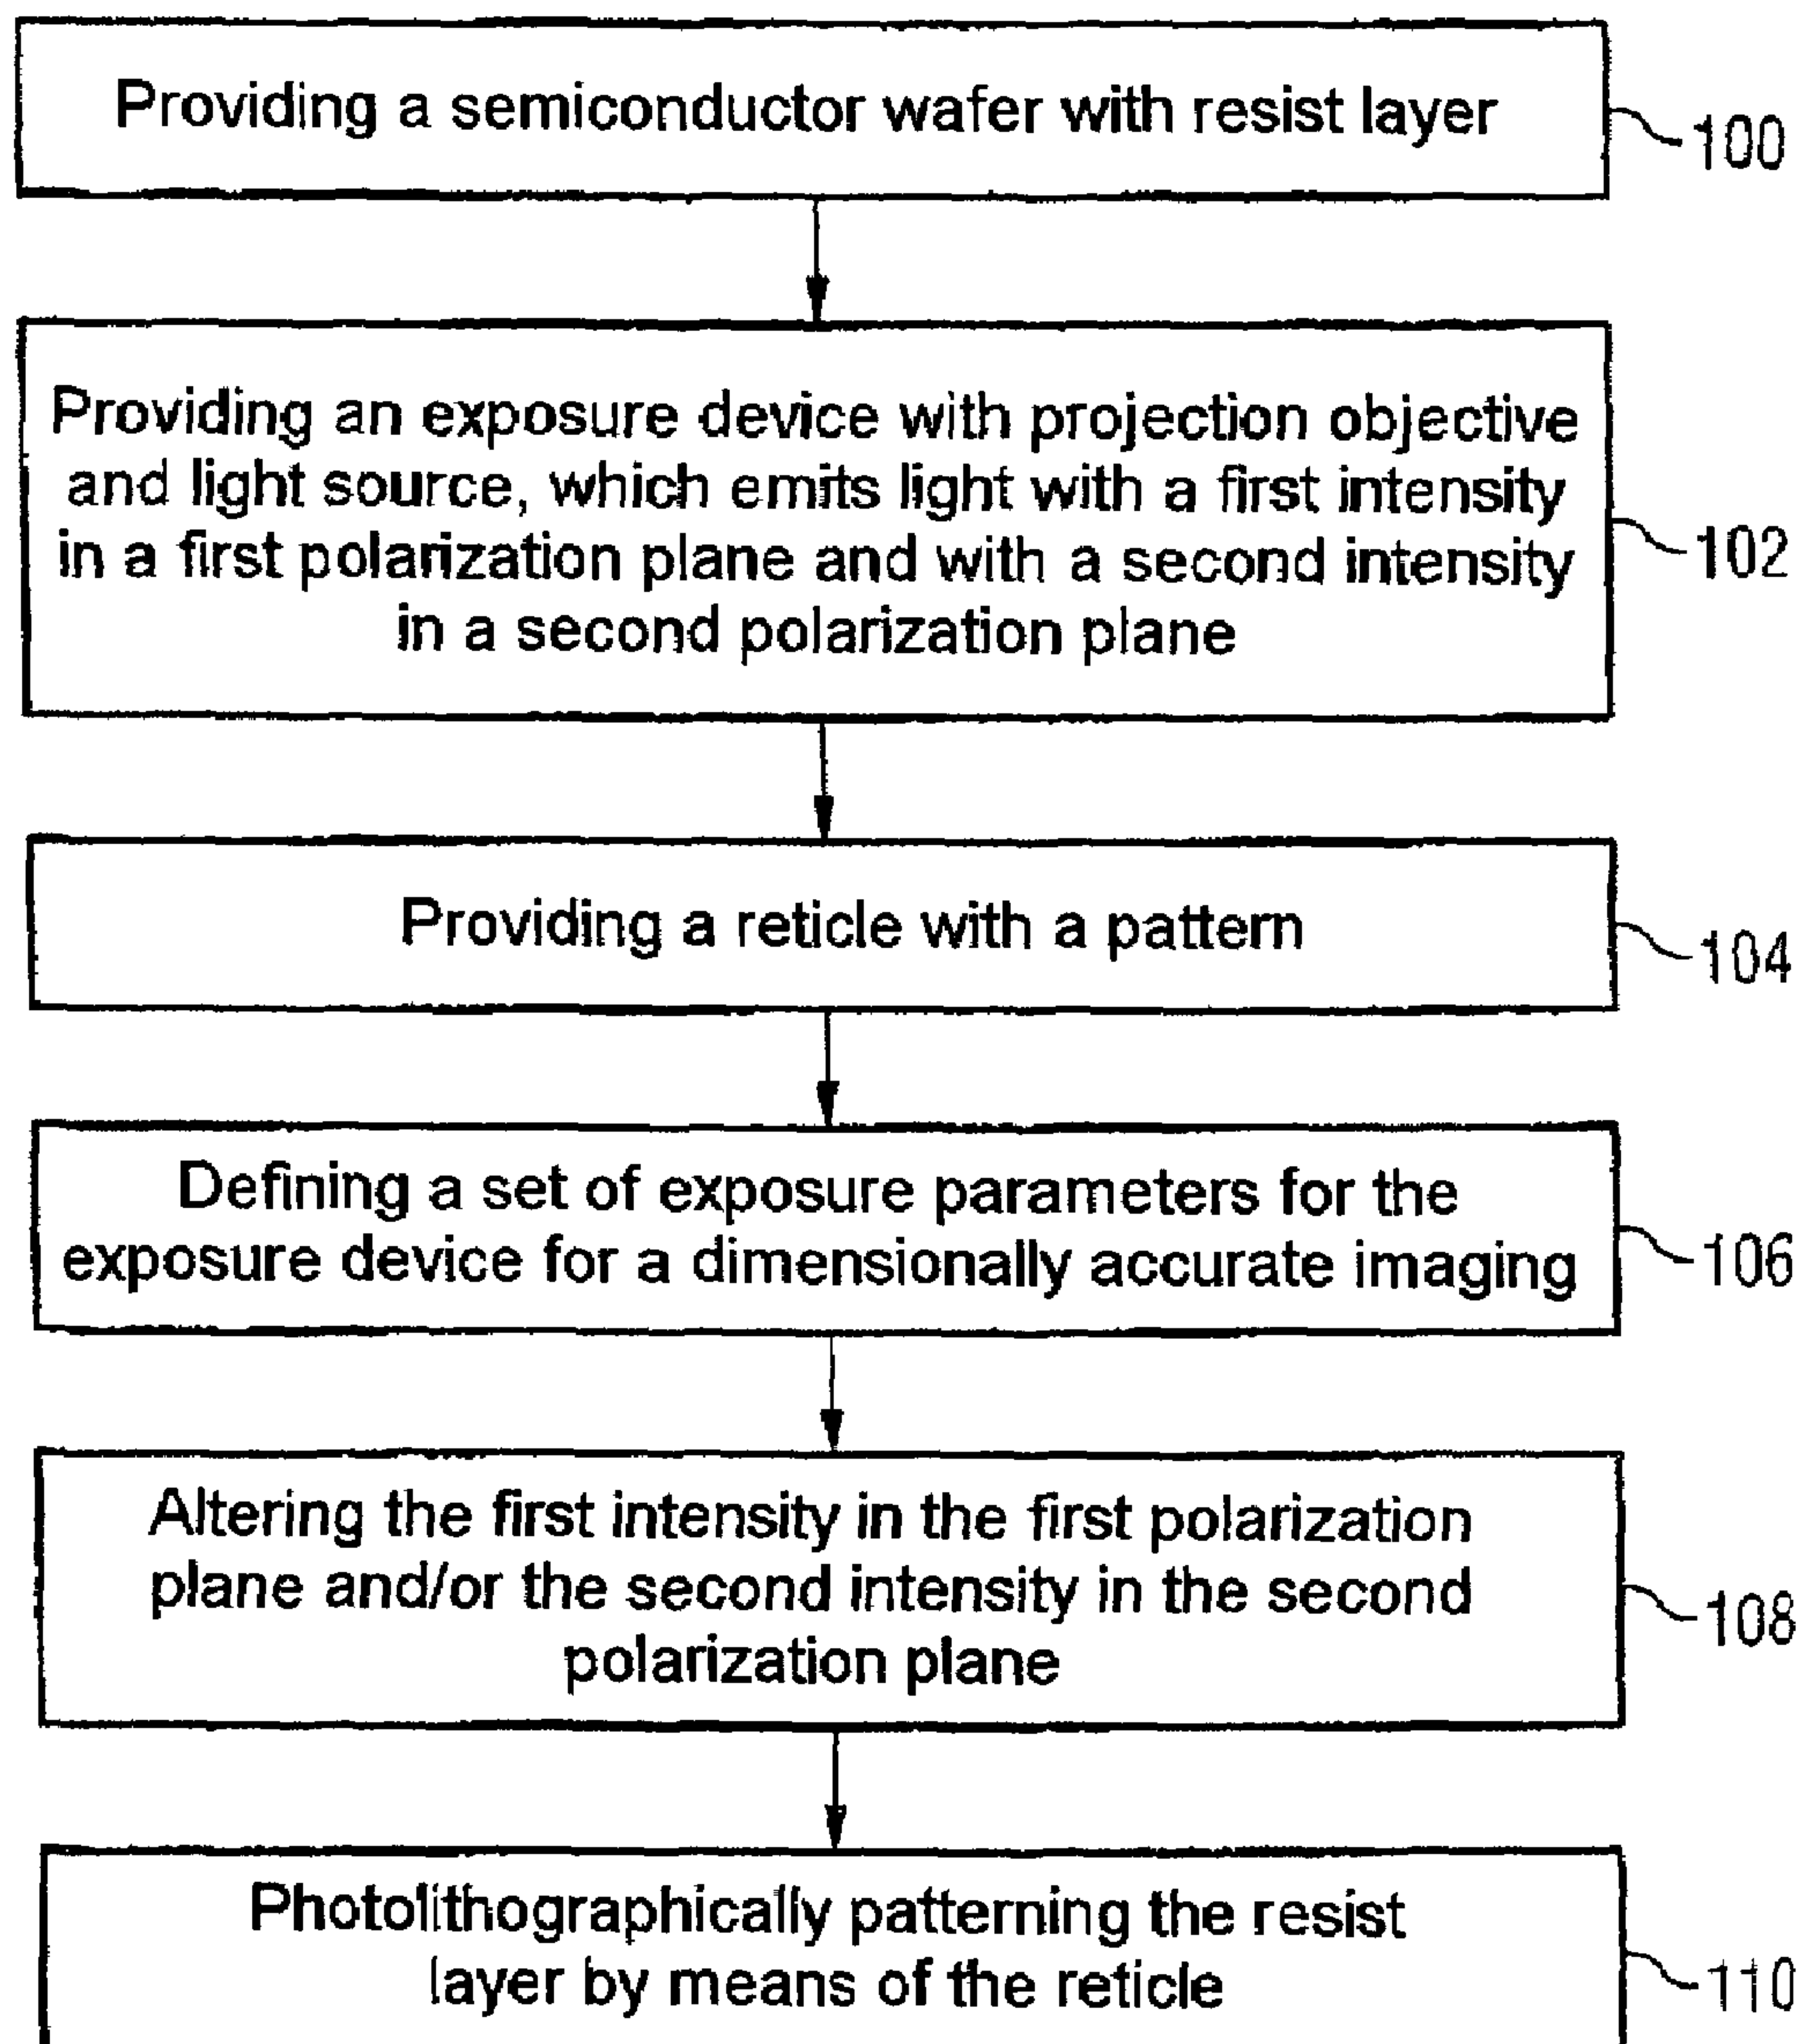 Providing a semiconductor wafer with resist layer
100
Providing an exposure device with projection objective
and light source, which emits light with a first intensity
in a first polarization plane and with a second intensity
in a second polarization plane
102
Providing a reticle with a pattern
104
Defining a set of exposure parameters for the
exposure device for a dimensionally accurate imaging
106
Altering the first intensity in the first polarization
plane and/or the second intensity in the second
polarization plane
108
Photolithographically patterning the resist
layer by means of the reticle
110